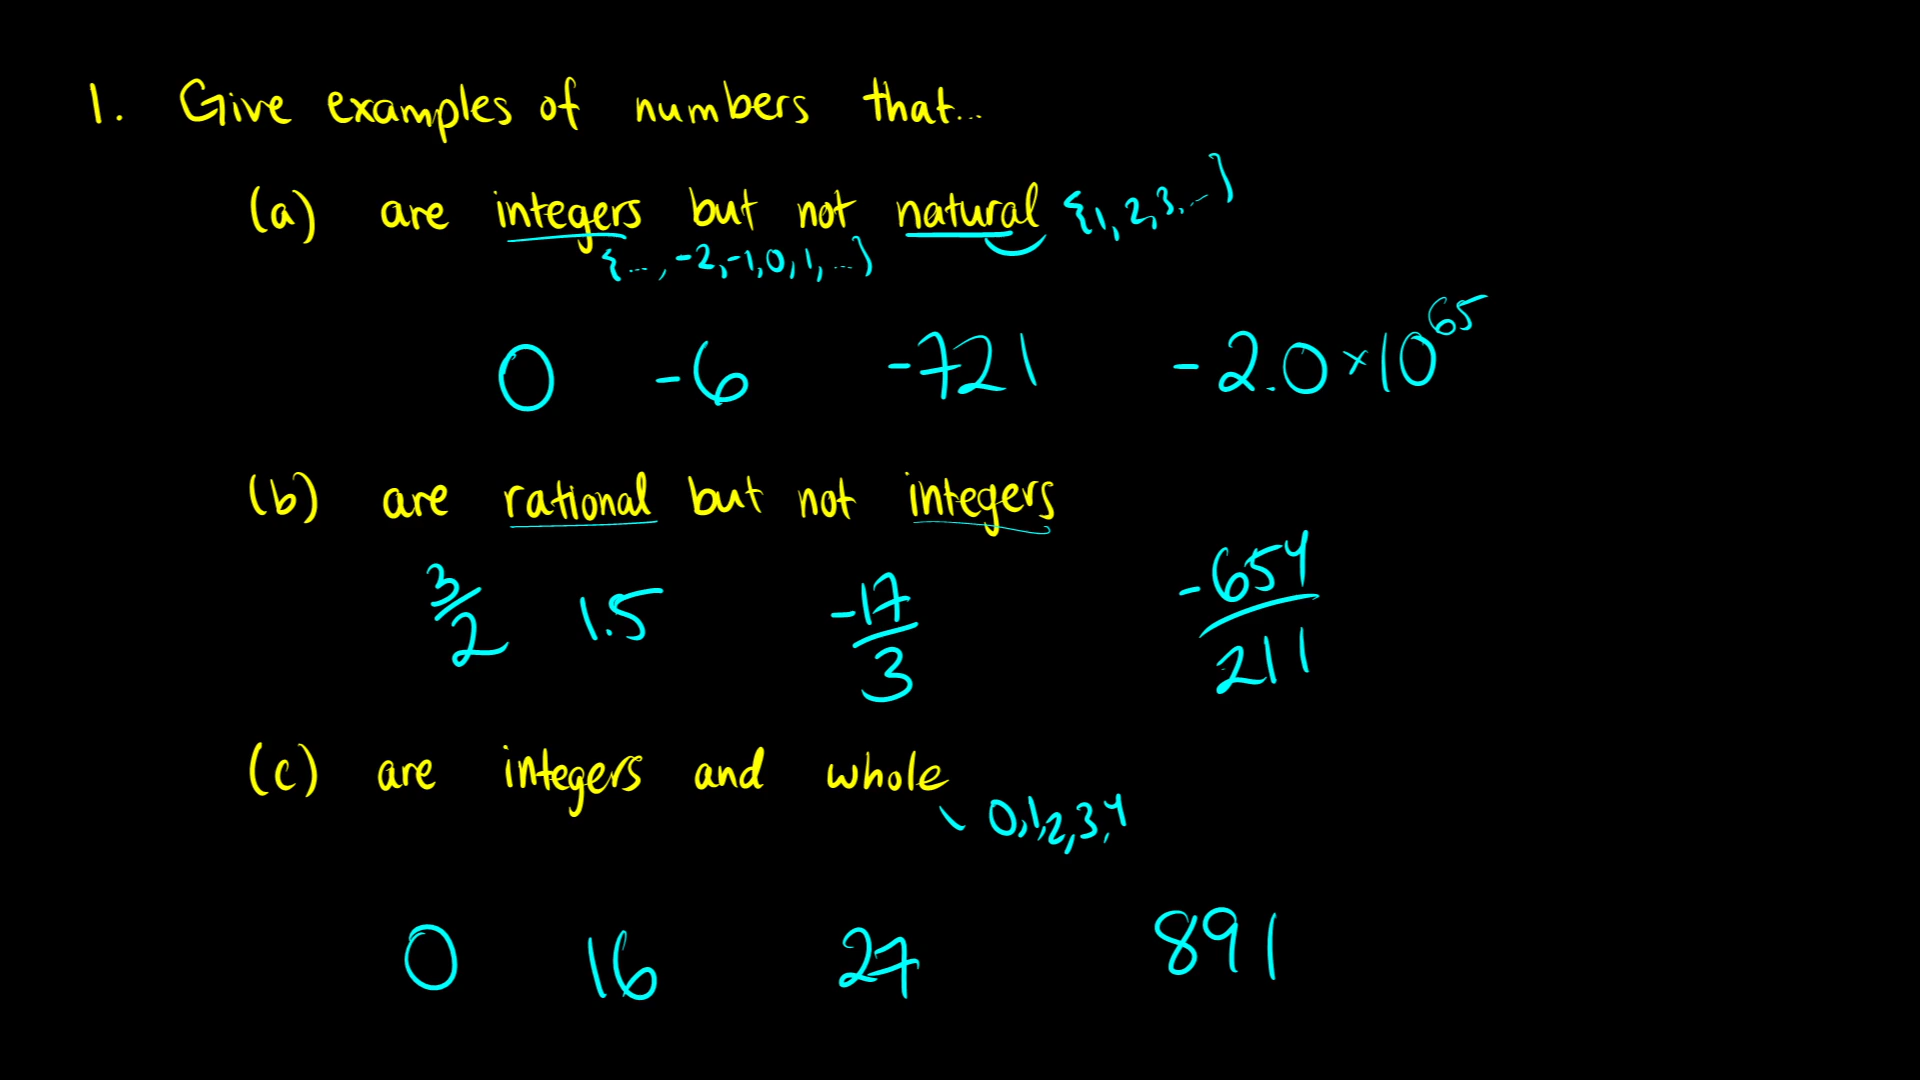 1. Give examples of numbers that...
(a) are integers but not natural {1, 2, 3, ...}
{..., -2, -1, 0, 1, ...}
0 -6 -721 -2.0 × 10^65
(b) are rational but not integers
3/2 1.5 -17/3 -654/211
(c) are integers and whole
0, 1, 2, 3, 4
0 16 27 891